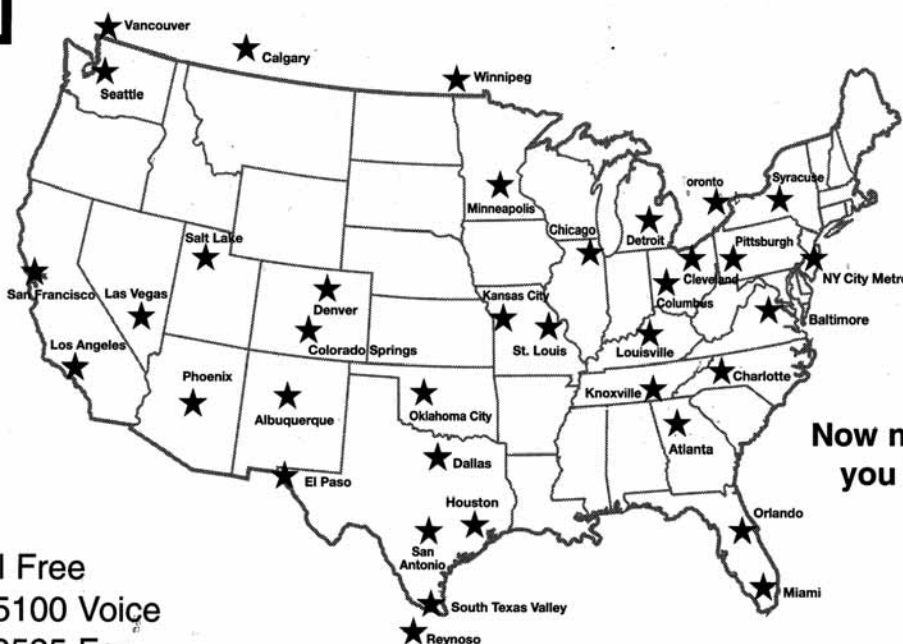 Vancouver
Calgary
Winnipeg
Seattle
Minneapolis
oronto
Syracuse
Chicago
Detroit
Pittsburgh
Salt Lake
Cleveland
NY City Metro
San Francisco
Las Vegas
Denver
Kansas City
Columbus
Baltimore
Los Angeles
Colorado Springs
St. Louis
Louisville
Phoenix
Albuquerque
Oklahoma City
Knoxville
Charlotte
Atlanta
Now n
you
Dallas
El Paso
Houston
Orlando
San
Antonio
l Free
5100 Voice
South Texas Valley
Miami
Reynoso